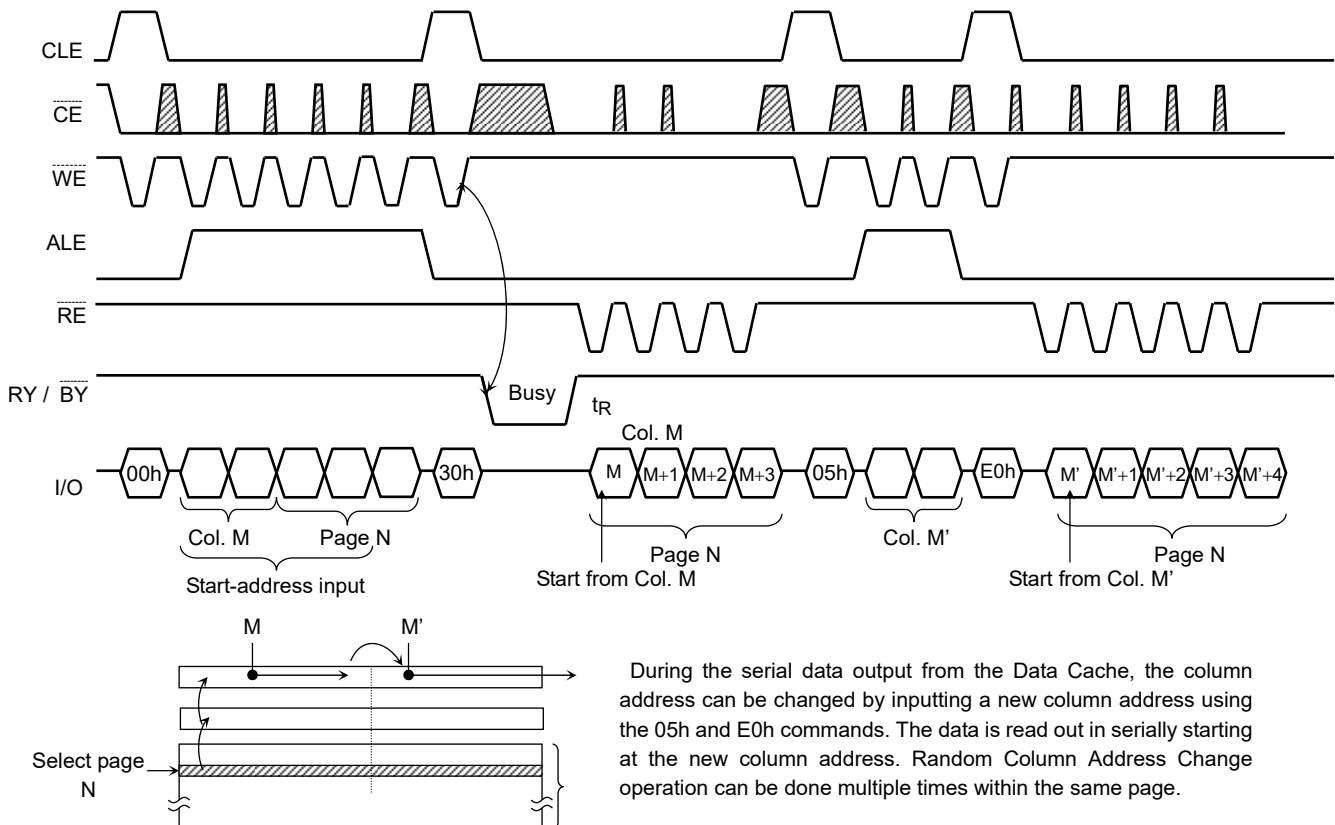 CLE
CE
WE
ALE
RE
RY / BY
Busy
tR
Col. M
I/O
00h
30h
M
M+1
M+2
M+3
05h
E0h
M'
M'+1
M'+2
M'+3
M'+4
Col. M
Page N
Page N
Col. M’
Page N
Start-address input
Start from Col. M
Start from Col. M’
M
M’
Select page
N
During the serial data output from the Data Cache, the column
address can be changed by inputting a new column address using
the 05h and E0h commands. The data is read out in serially starting
at the new column address. Random Column Address Change
operation can be done multiple times within the same page.